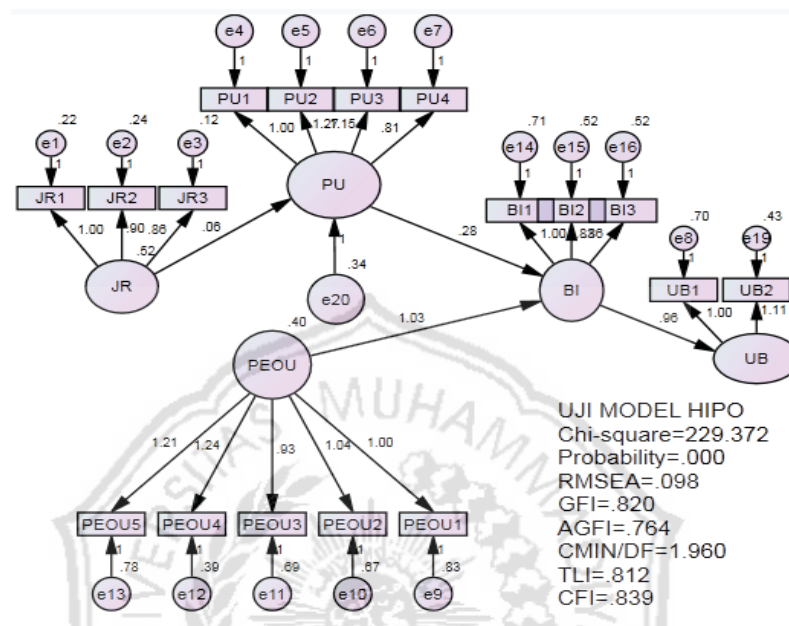 e4 e5 e6 e7
1 1 1 1
PU1 PU2 PU3 PU4
.22 .24 .12
e1 e2 e3
1 1 1
JR1 JR2 JR3
1.00 .81
1.00 .90 .86
.52
JR
.06
PU
.71 .52 .52
e14 e15 e16
1 1 1
BI1 BI2 BI3
1.00
.28
BI
.70 .43
e8 e19
1 1
UB1 UB2
1.00 1.11
.96
UB
1
.34
e20
.40
PEOU
1.03
1.21 1.24 .93 1.04 1.00
PEOU5 PEOU4 PEOU3 PEOU2 PEOU1
1 1 1 1 1
.78 .39 .69 .67 .83
e13 e12 e11 e10 e9
UJI MODEL HIPO
Chi-square=229.372
Probability=.000
RMSEA=.098
GFI=.820
AGFI=.764
CMIN/DF=1.960
TLI=.812
CFI=.839